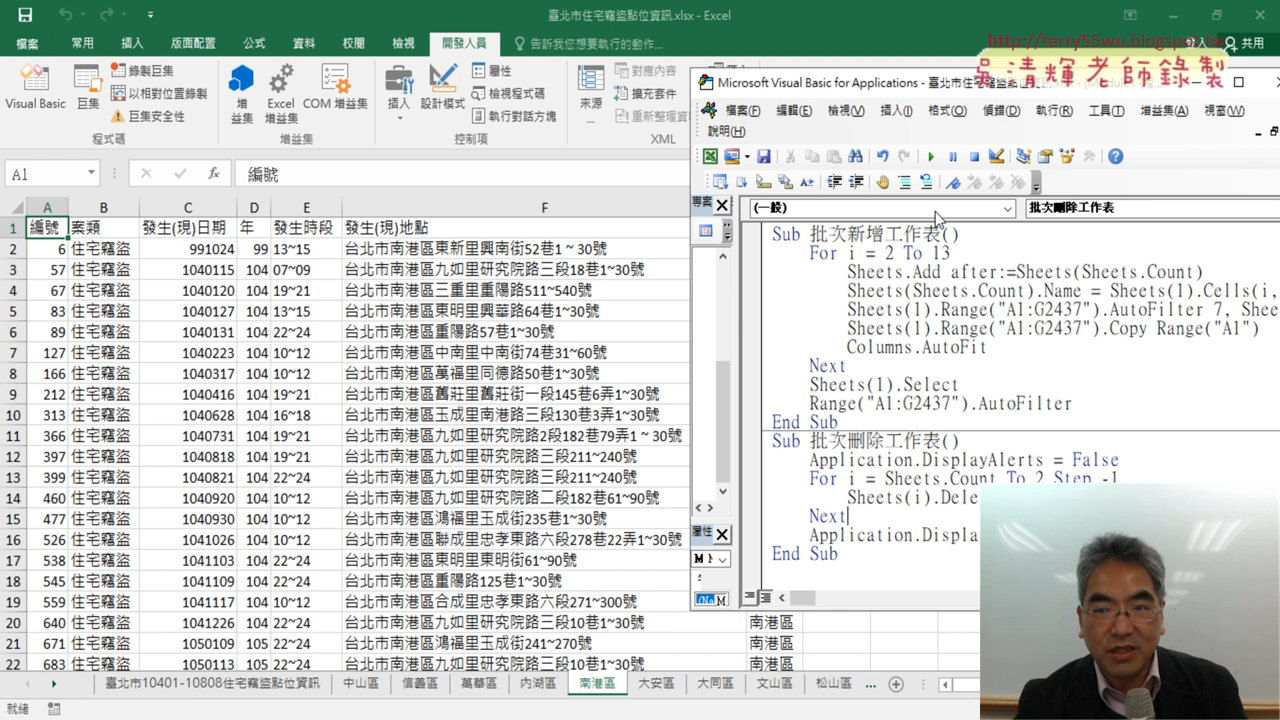 臺北市住宅竊盜點位資訊.xlsx - Excel
http://terry55wu.blogspot.tw
吳清輝老師錄製
檔案 常用 插入 版面配置 公式 資料 校閱 檢視 開發人員 告訴我您想要執行的動作... 登入 共用
Visual Basic 巨集 錄製巨集 以相對位置錄製 巨集安全性 程式碼
增益集 Excel 增益集 COM 增益集 增益集
插入 設計模式 屬性 檢視程式碼 執行對話方塊 控制項
來源 對應內容 擴充套件 重新整理資 XML
A1 fx 編號
A B C D E F
1 編號 案類 發生(現)日期 年 發生時段 發生(現)地點
2 6 住宅竊盜 991024 99 13~15 台北市南港區東新里興南街52巷1 ~ 30號
3 57 住宅竊盜 1040115 104 07~09 台北市南港區九如里研究院路三段18巷1~30號
4 67 住宅竊盜 1040120 104 19~21 台北市南港區三重里重陽路511~540號
5 83 住宅竊盜 1040127 104 13~15 台北市南港區東明里興華路64巷1~30號
6 89 住宅竊盜 1040131 104 22~24 台北市南港區重陽路57巷1~30號
7 127 住宅竊盜 1040223 104 10~12 台北市南港區中南里中南街74巷31~60號
8 166 住宅竊盜 1040317 104 10~12 台北市南港區萬福里同德路50巷1~30號
9 212 住宅竊盜 1040416 104 19~21 台北市南港區舊莊里舊莊街一段145巷6弄1~30號
10 313 住宅竊盜 1040628 104 16~18 台北市南港區玉成里南港路三段130巷3弄1~30號
11 366 住宅竊盜 1040731 104 19~21 台北市南港區九如里研究院路2段182巷79弄1 ~ 30號
12 397 住宅竊盜 1040818 104 19~21 台北市南港區九如里研究院路三段211~240號
13 399 住宅竊盜 1040821 104 22~24 台北市南港區九如里研究院路三段211~240號
14 460 住宅竊盜 1040920 104 10~12 台北市南港區九如里研究院路二段182巷61~90號
15 477 住宅竊盜 1040930 104 10~12 台北市南港區鴻福里玉成街235巷1~30號
16 526 住宅竊盜 1041026 104 10~12 台北市南港區聯成里忠孝東路六段278巷22弄1~30號
17 538 住宅竊盜 1041103 104 22~24 台北市南港區東明里東明街61~90號
18 545 住宅竊盜 1041109 104 22~24 台北市南港區重陽路125巷1~30號
19 559 住宅竊盜 1041117 104 10~12 台北市南港區合成里忠孝東路六段271~300號
20 640 住宅竊盜 1041226 104 22~24 台北市南港區九如里研究院路三段10巷1~30號 南港區
21 671 住宅竊盜 1050109 105 22~24 台北市南港區鴻福里玉成街241~270號 南港區
22 683 住宅竊盜 1050113 105 22~24 台北市南港區九如里研究院路三段10巷1~30號 南港區
臺北市10401-10808住宅竊盜點位資訊 中山區 信義區 萬華區 內湖區 南港區 大安區 大同區 文山區 松山區 ...
就緒
Microsoft Visual Basic for Applications - 臺北市住宅竊盜點位資訊
檔案(F) 編輯(E) 檢視(V) 插入(I) 格式(O) 偵錯(D) 執行(R) 工具(T) 增益集(A) 視窗(W)
說明(H)
專案
屬性
(一般) 批次刪除工作表
Sub 批次新增工作表()
For i = 2 To 13
Sheets.Add after:=Sheets(Sheets.Count)
Sheets(Sheets.Count).Name = Sheets(1).Cells(i,
Sheets(1).Range("A1:G2437").AutoFilter 7, Shee
Sheets(1).Range("A1:G2437").Copy Range("A1")
Columns.AutoFit
Next
Sheets(1).Select
Range("A1:G2437").AutoFilter
End Sub
Sub 批次刪除工作表()
Application.DisplayAlerts = False
For i = Sheets.Count To 2 Step -1
Sheets(i).Dele
Next
Application.Displa
End Sub